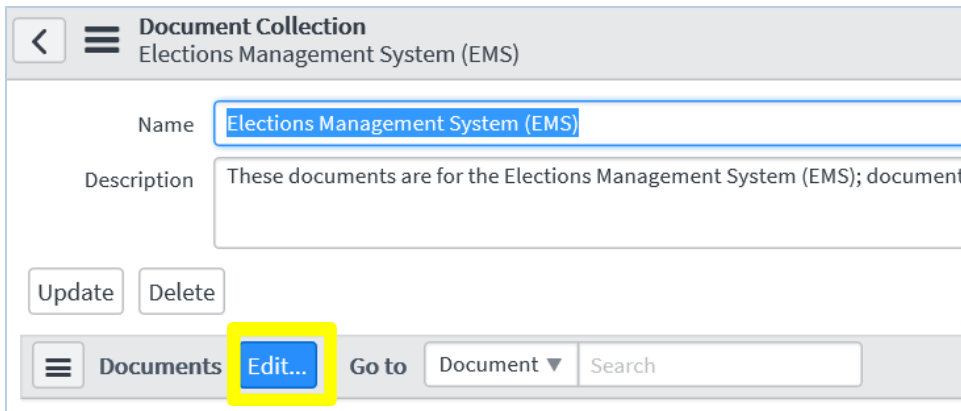 Document Collection
Elections Management System (EMS)
Name Elections Management System (EMS)
Description These documents are for the Elections Management System (EMS); document
Update Delete
Documents Edit... Go to Document Search